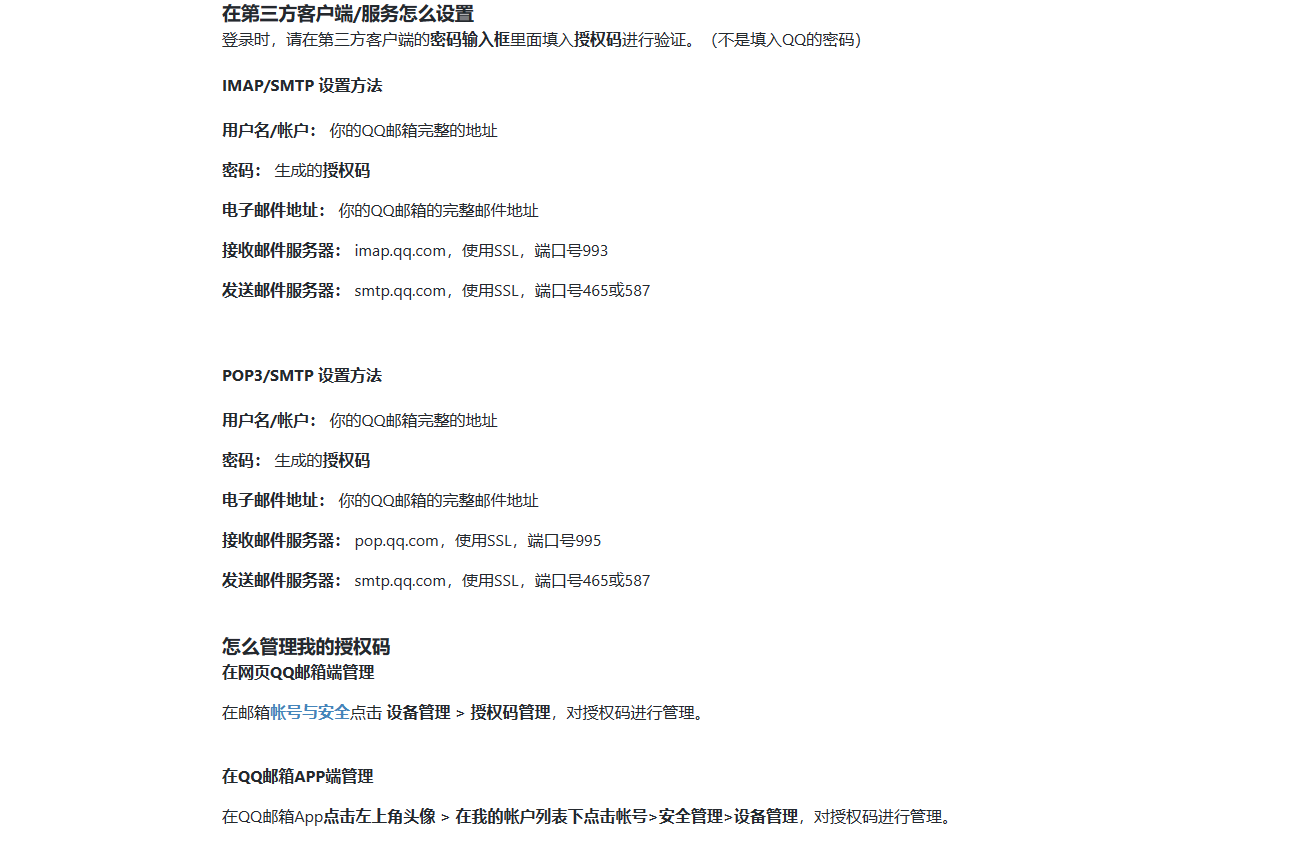 在第三方客户端/服务怎么设置
登录时，请在第三方客户端的密码输入框里面填入授权码进行验证。（不是填入QQ的密码）
IMAP/SMTP 设置方法
用户名/帐户： 你的QQ邮箱完整的地址
密码： 生成的授权码
电子邮件地址： 你的QQ邮箱的完整邮件地址
接收邮件服务器： imap.qq.com，使用SSL，端口号993
发送邮件服务器： smtp.qq.com，使用SSL，端口号465或587
POP3/SMTP 设置方法
用户名/帐户： 你的QQ邮箱完整的地址
密码： 生成的授权码
电子邮件地址： 你的QQ邮箱的完整邮件地址
接收邮件服务器： pop.qq.com，使用SSL，端口号995
发送邮件服务器： smtp.qq.com，使用SSL，端口号465或587
怎么管理我的授权码
在网页QQ邮箱端管理
在邮箱帐号与安全点击 设备管理 > 授权码管理，对授权码进行管理。
在QQ邮箱APP端管理
在QQ邮箱App点击左上角头像 > 在我的帐户列表下点击帐号>安全管理>设备管理，对授权码进行管理。